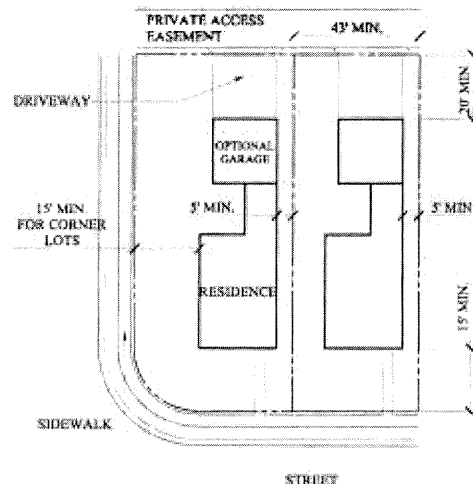 PRIVATE ACCESS
EASEMENT
43' MIN.
DRIVEWAY
20' MIN.
OPTIONAL
GARAGE
15' MIN.
FOR CORNER
LOTS
5' MIN.
5' MIN
RESIDENCE
15' MIN.
SIDEWALK
STREET